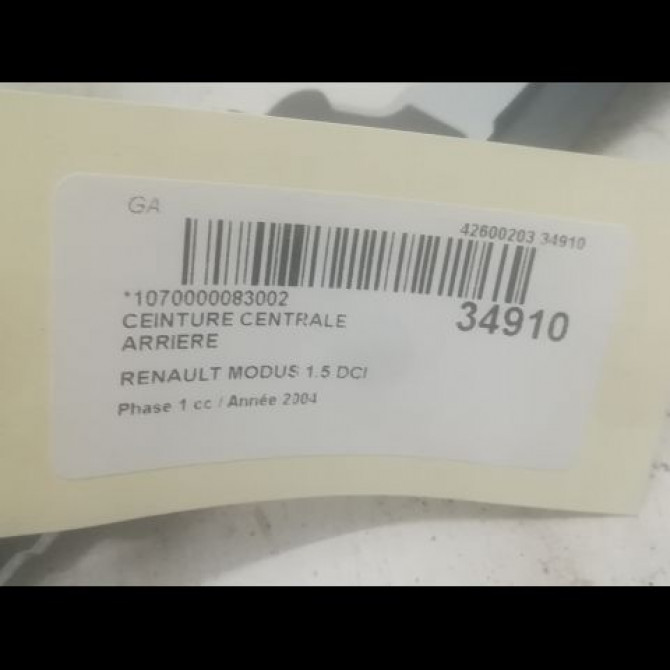 GA
42600203 34910
*1070000083002
34910
CEINTURE CENTRALE
ARRIERE
RENAULT MODUS 1.5 DCI
Phase 1 cc / Année 2004